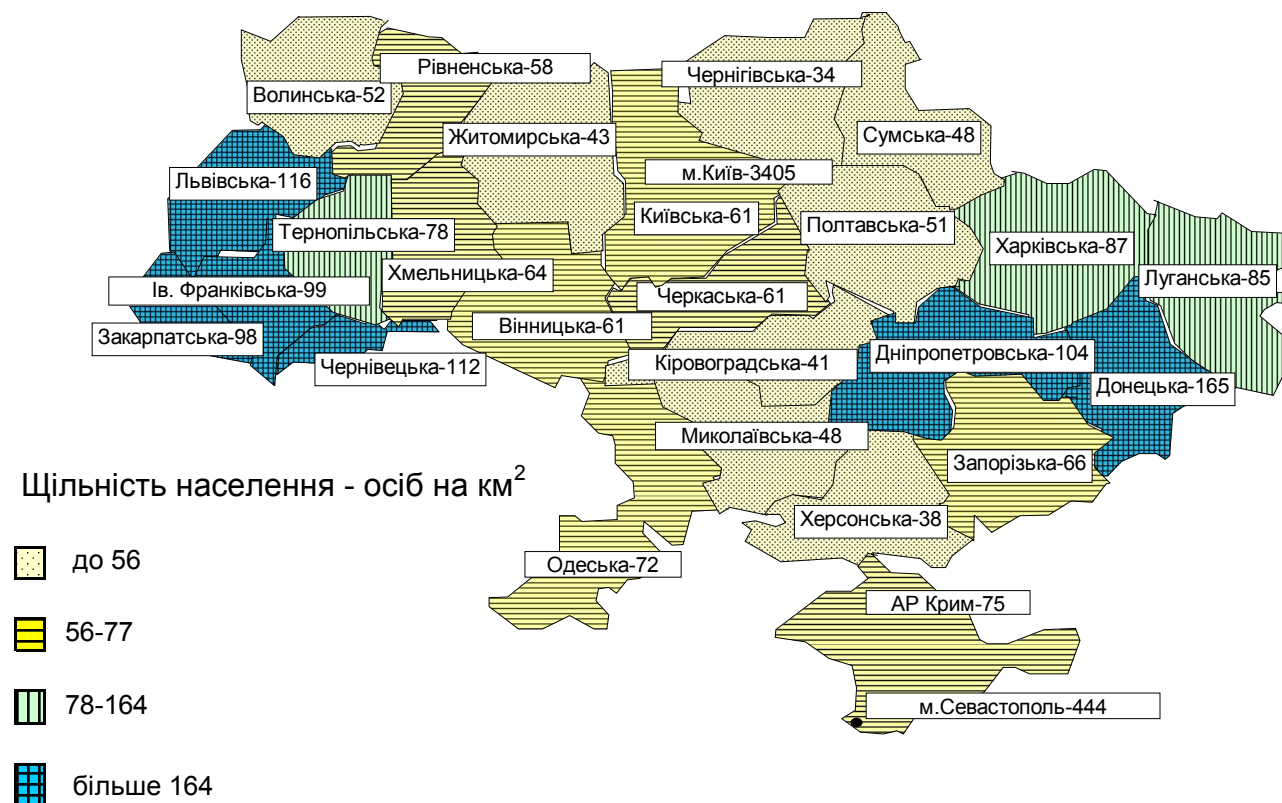 Рівненська-58
Чернігівська-34
Волинська-52
Житомирська-43
Сумська-48
м.Київ-3405
Львівська-116
Київська-61
Полтавська-51
Тернопільська-78
Харківська-87
Хмельницька-64
Луганська-85
Ів. Франківська-99
Черкаська-61
Закарпатська-98
Вінницька-61
Чернівецька-112
Кіровоградська-41
Дніпропетровська-104
Донецька-165
Миколаївська-48
Запорізька-66
Херсонська-38
Одеська-72
АР Крим-75
м.Севастополь-444
Щільність населення - осіб на км²
до 56
56-77
78-164
більше 164